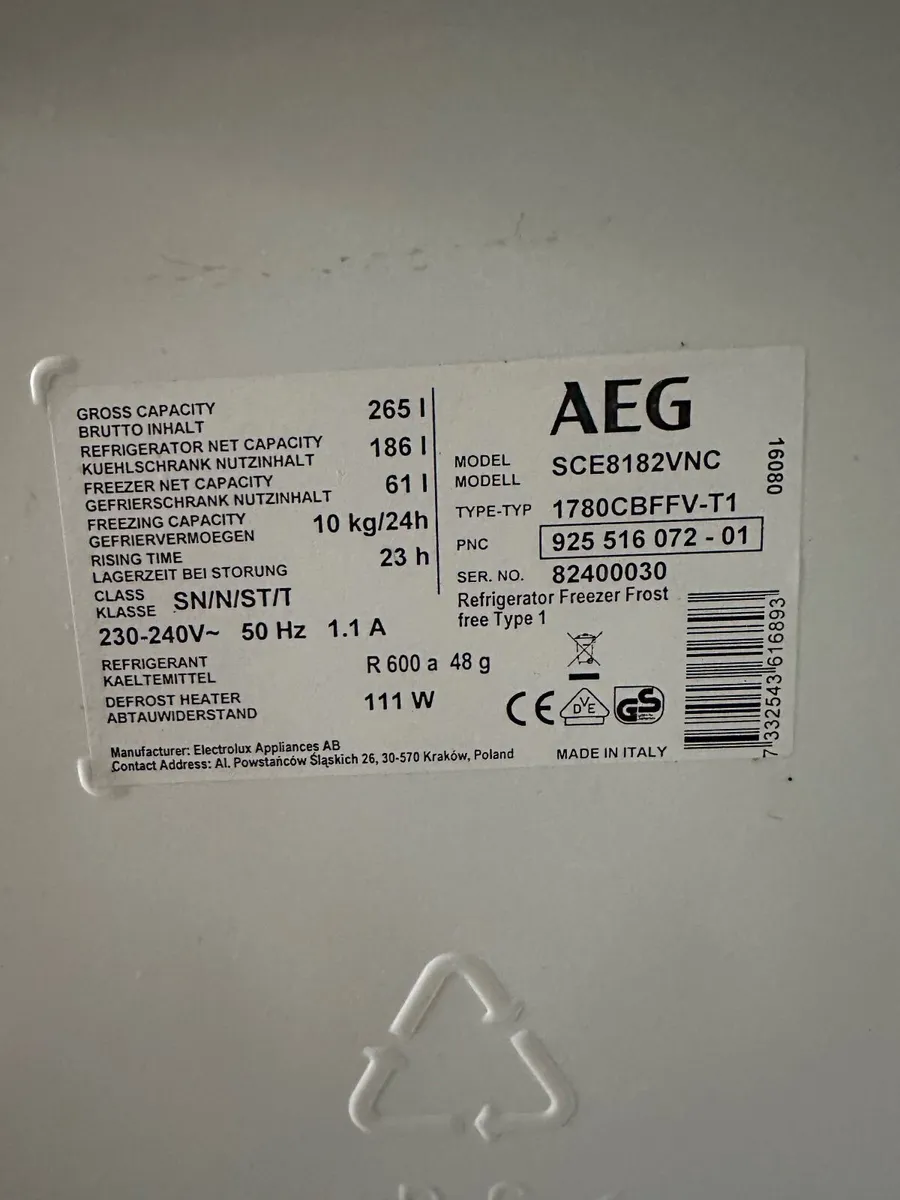 GROSS CAPACITY
BRUTTO INHALT
265 l
REFRIGERATOR NET CAPACITY
KUEHLSCHRANK NUTZINHALT
186 l
FREEZER NET CAPACITY
GEFRIERSCHRANK NUTZINHALT
61 l
FREEZING CAPACITY
GEFRIERVERMOEGEN
10 kg/24h
RISING TIME
LAGERZEIT BEI STORUNG
23 h
CLASS
KLASSE
SN/N/ST/T
230-240V~ 50 Hz 1.1 A
REFRIGERANT
KAELTEMITTEL
R 600 a 48 g
DEFROST HEATER
ABTAUWIDERSTAND
111 W
Manufacturer: Electrolux Appliances AB
Contact Address: Al. Powstańców Śląskich 26, 30-570 Kraków, Poland
AEG
MODEL
MODELL
SCE8182VNC
TYPE-TYP 1780CBFFV-T1
PNC 925 516 072 - 01
SER. NO. 82400030
Refrigerator Freezer Frost
free Type 1
CE
DVE
GS
MADE IN ITALY
16080
7332543616893